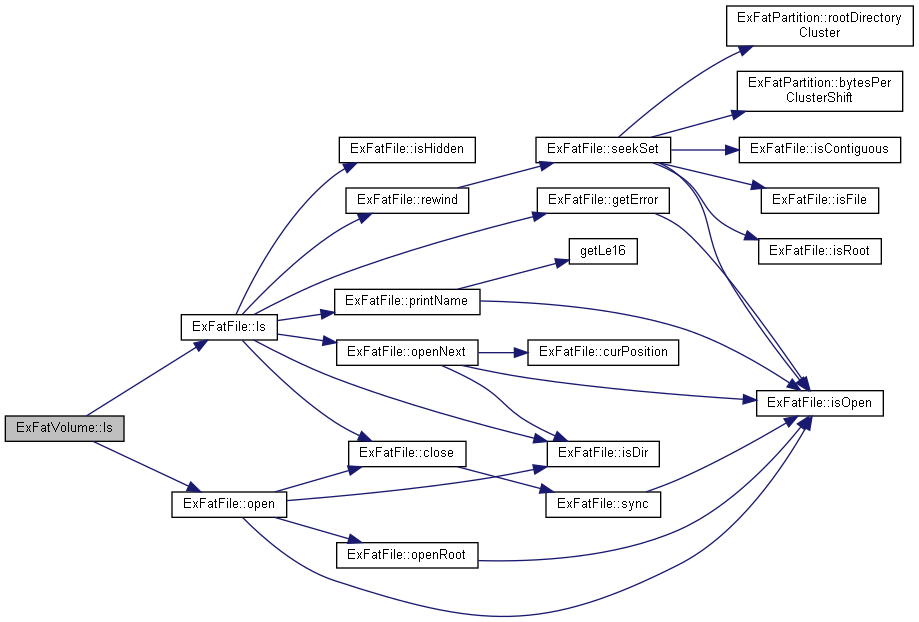 ExFatPartition::rootDirectory
Cluster
ExFatPartition::bytesPer
ClusterShift
ExFatFile::isHidden
ExFatFile::seekSet
ExFatFile::isContiguous
ExFatFile::rewind
ExFatFile::getError
ExFatFile::isFile
getLe16
ExFatFile::isRoot
ExFatFile::printName
ExFatFile::ls
ExFatFile::openNext
ExFatFile::curPosition
ExFatFile::isOpen
ExFatVolume::ls
ExFatFile::close
ExFatFile::isDir
ExFatFile::open
ExFatFile::sync
ExFatFile::openRoot